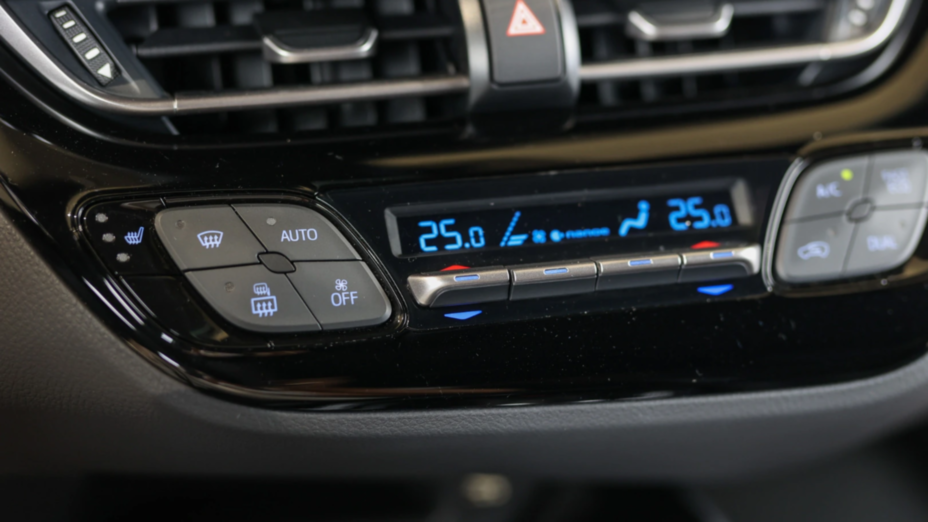 AUTO
OFF
25.0
nanoe
25.0
A/C
DUAL